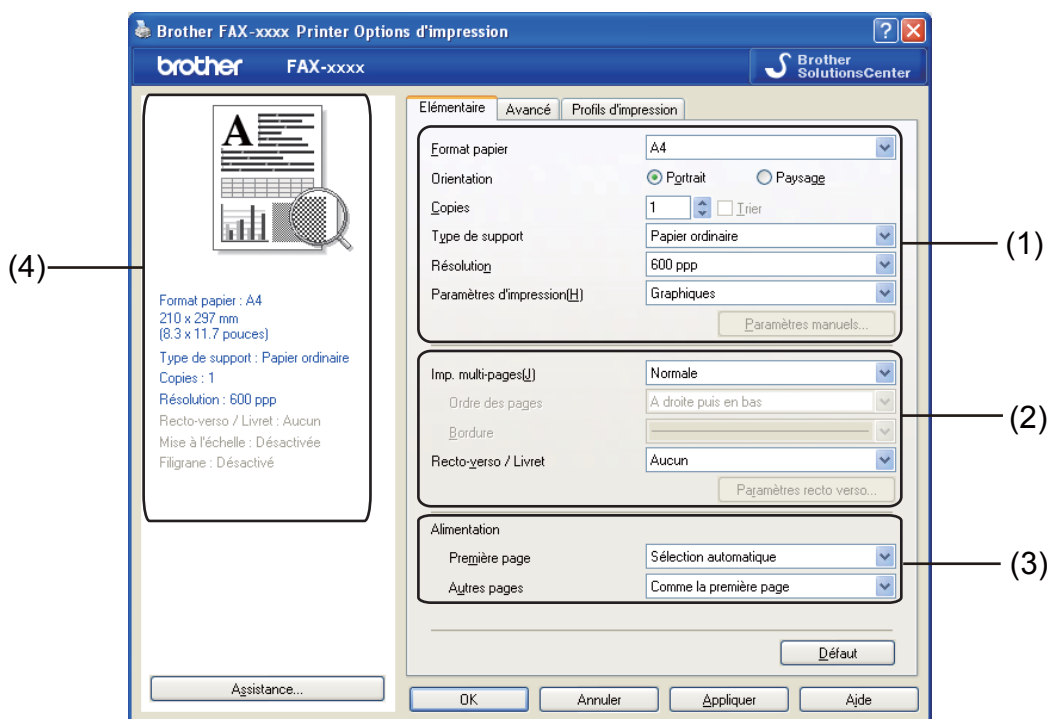 Brother FAX-xxxx Printer Options d'impression
brother FAX-xxxx
Brother
SolutionsCenter
A
Format papier : A4
210 x 297 mm
(8.3 x 11.7 pouces)
Type de support : Papier ordinaire
Copies : 1
Résolution : 600 ppp
Recto-verso / Livret : Aucun
Mise à l'échelle : Désactivée
Filigrane : Désactivé
Assistance...
Elémentaire Avancé Profils d'impression
Format papier A4
Orientation Portrait Paysage
Copies 1 Trier
Type de support Papier ordinaire
Résolution 600 ppp
Paramètres d'impression(H) Graphiques
Paramètres manuels...
Imp. multi-pages(J) Normale
Ordre des pages A droite puis en bas
Bordure
Recto-verso / Livret Aucun
Paramètres recto verso...
Alimentation
Première page Sélection automatique
Autres pages Comme la première page
Défaut
OK Annuler Appliquer Aide
(1)
(2)
(3)
(4)